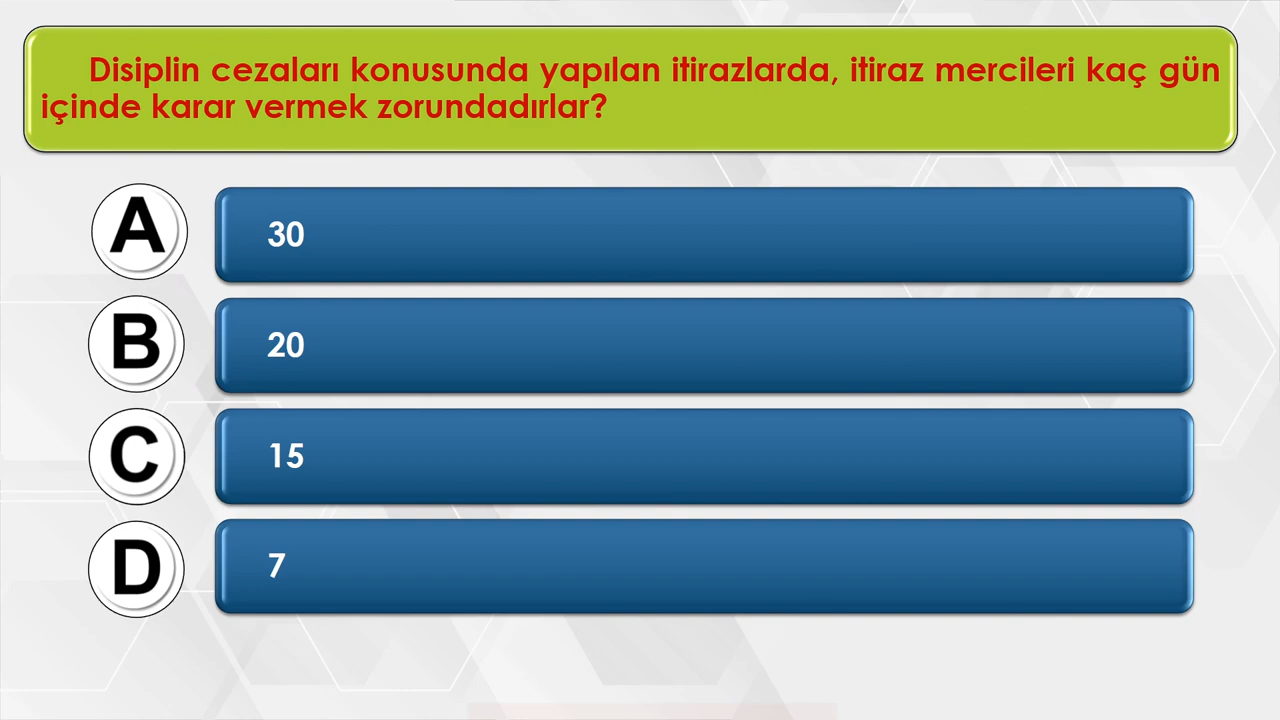 Disiplin cezaları konusunda yapılan itirazlarda, itiraz mercileri kaç gün
içinde karar vermek zorundadırlar?
A 30
B 20
C 15
D 7